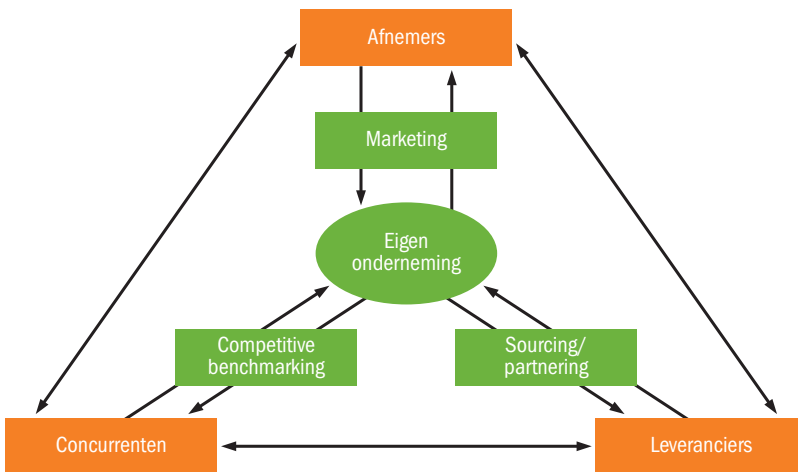 Afnemers
Marketing
Eigen
onderneming
Competitive
benchmarking
Sourcing/
partnering
Concurrenten
Leveranciers